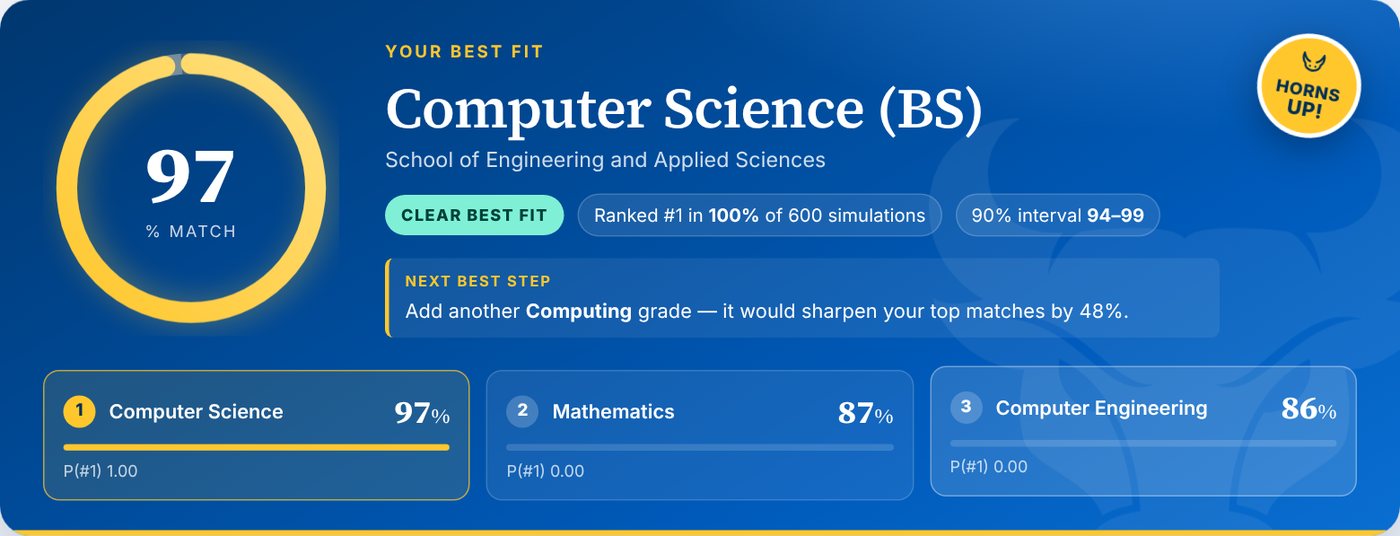 YOUR BEST FIT
Computer Science (BS)
School of Engineering and Applied Sciences
97
% MATCH
CLEAR BEST FIT
Ranked #1 in 100% of 600 simulations
90% interval 94–99
NEXT BEST STEP
Add another Computing grade — it would sharpen your top matches by 48%.
HORNS
UP!
1 Computer Science 97%
P(#1) 1.00
2 Mathematics 87%
P(#1) 0.00
3 Computer Engineering 86%
P(#1) 0.00